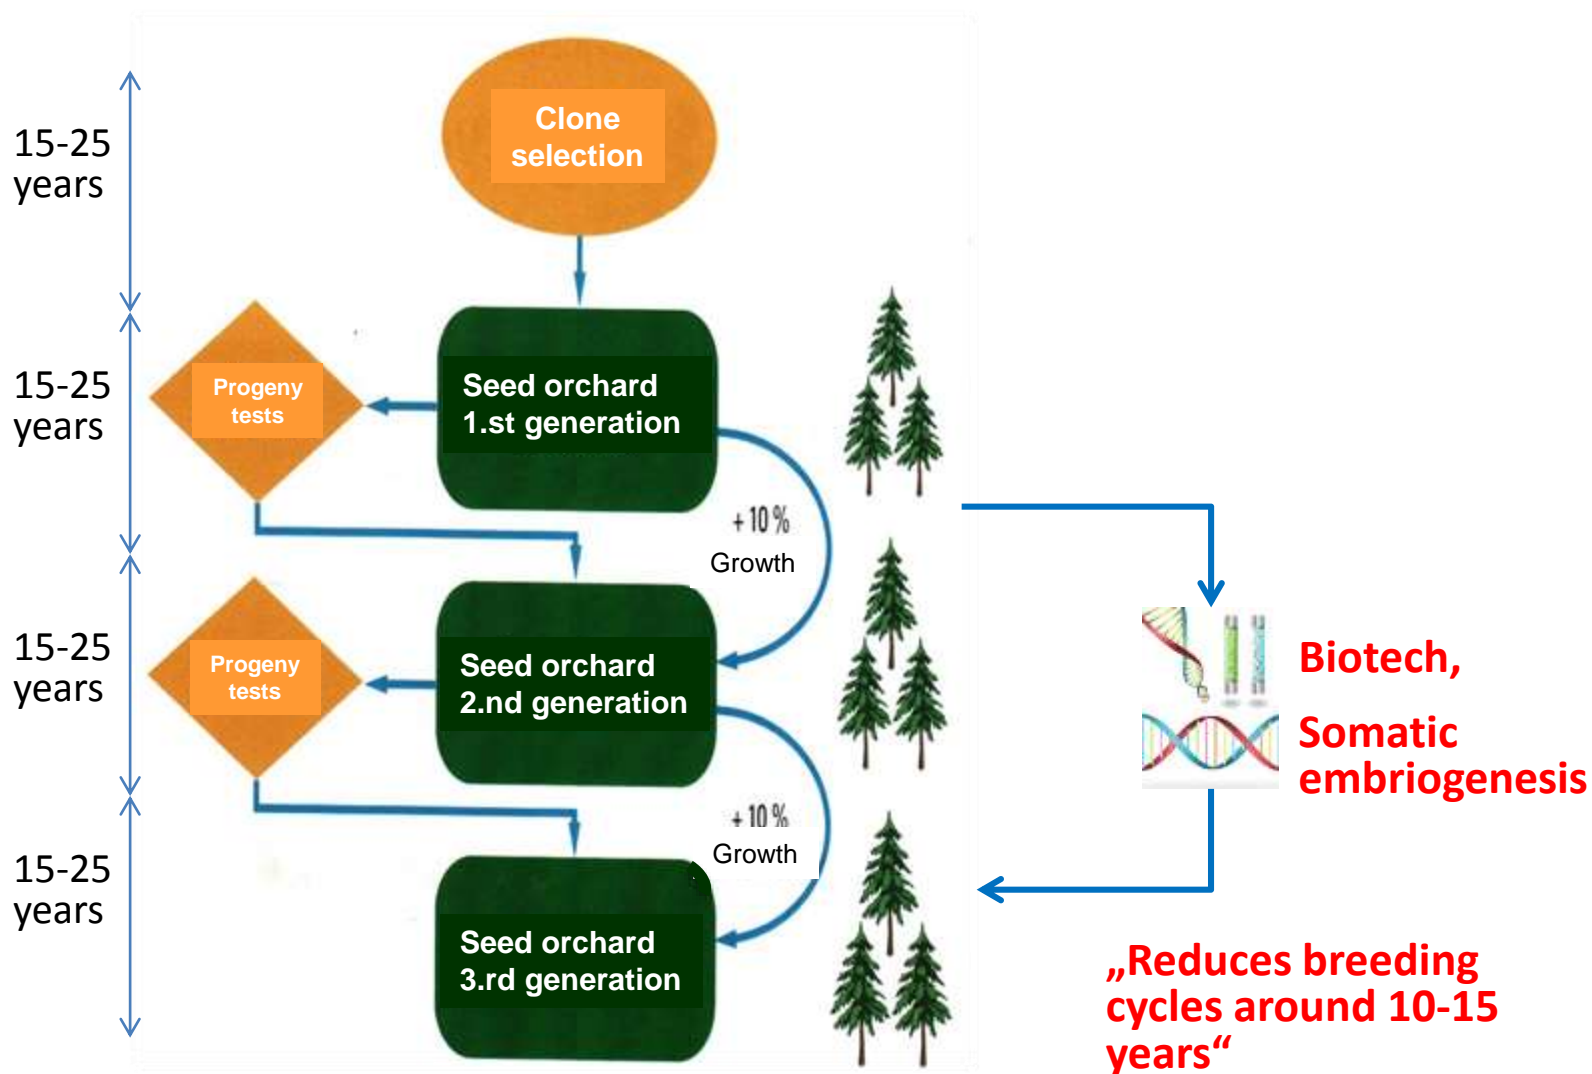 15-25
years
Clone
selection
15-25
years
Progeny
tests
Seed orchard
1.st generation
+ 10 %
Growth
15-25
years
Progeny
tests
Seed orchard
2.nd generation
Biotech,
Somatic
embriogenesis
+ 10 %
Growth
15-25
years
Seed orchard
3.rd generation
„Reduces breeding
cycles around 10-15
years“